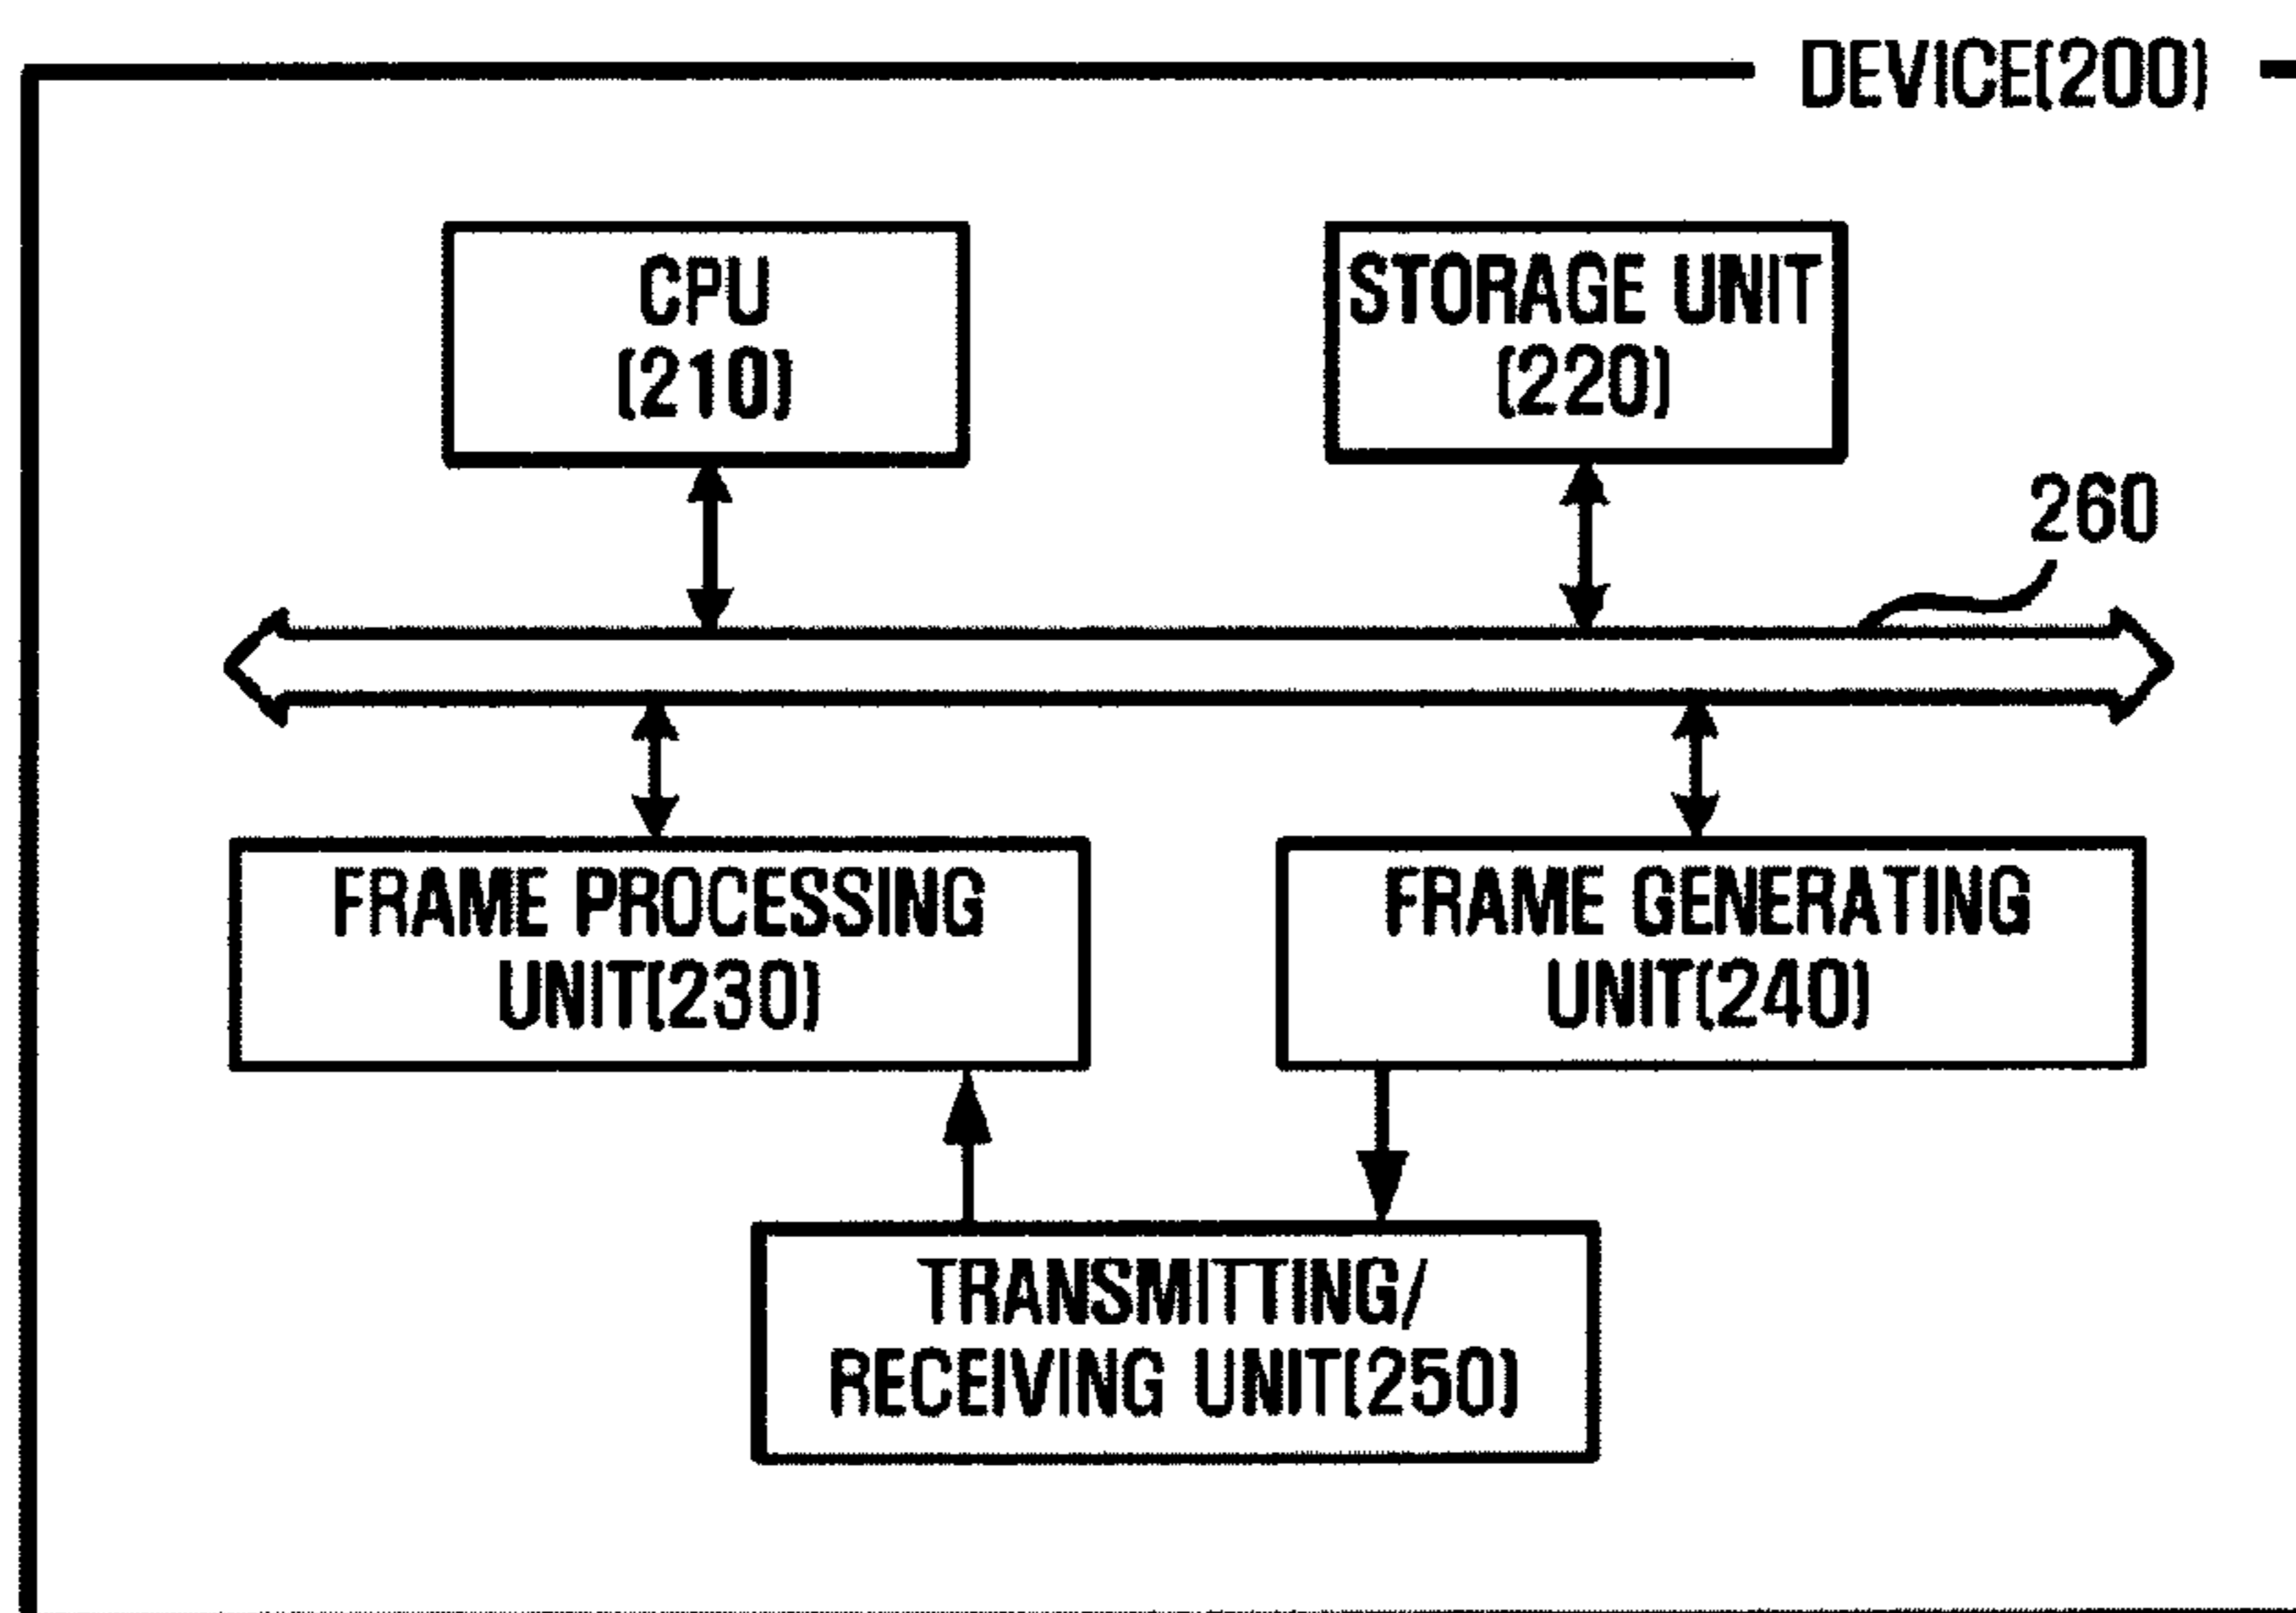 DEVICE(200)
CPU
(210)
STORAGE UNIT
(220)
260
FRAME PROCESSING
UNIT(230)
FRAME GENERATING
UNIT(240)
TRANSMITTING/
RECEIVING UNIT(250)